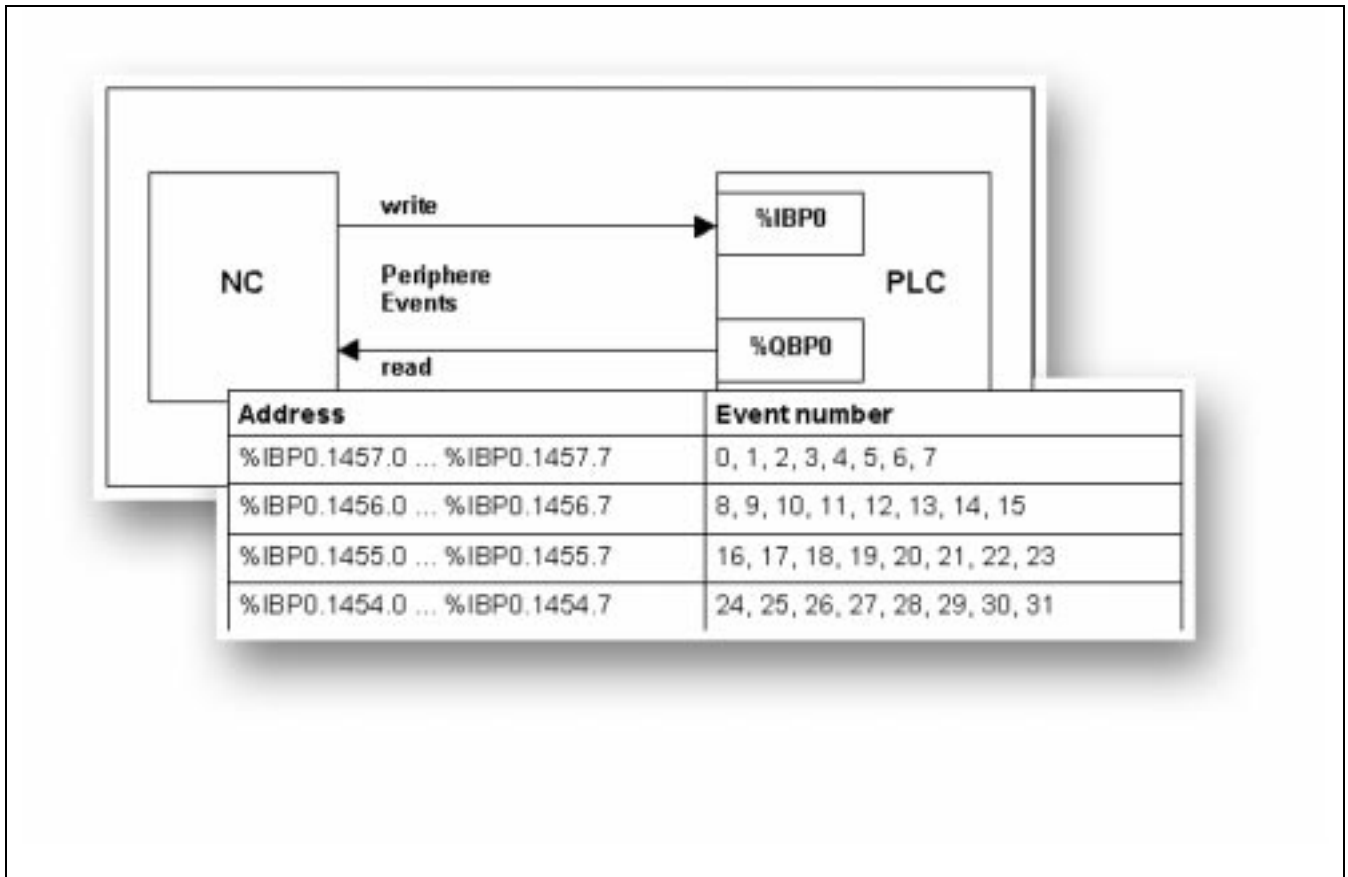 write
%IBP0
NC
Periphere
Events
PLC
%QBP0
read
Address Event number
%IBP0.1457.0 ... %IBP0.1457.7 0, 1, 2, 3, 4, 5, 6, 7
%IBP0.1456.0 ... %IBP0.1456.7 8, 9, 10, 11, 12, 13, 14, 15
%IBP0.1455.0 ... %IBP0.1455.7 16, 17, 18, 19, 20, 21, 22, 23
%IBP0.1454.0 ... %IBP0.1454.7 24, 25, 26, 27, 28, 29, 30, 31